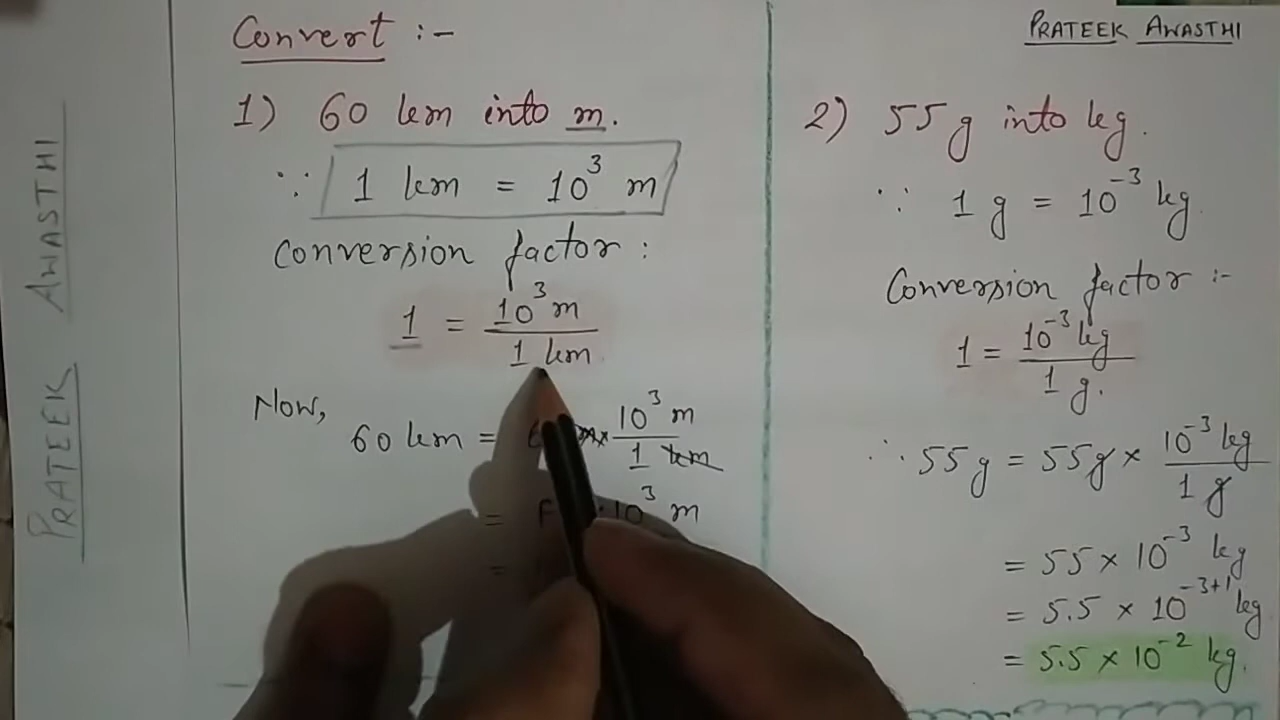 PRATEEK AWASTHI
Convert :-
1) 60 km into m.
∵ 1 km = 10³ m
Conversion factor :
1 = 10³ m / 1 km
Now,
60 km = × 10³ m / 1 km
= × 10³ m
=
PRATEEK AWASTHI
2) 55 g into kg.
∵ 1 g = 10⁻³ kg
Conversion factor :-
1 = 10⁻³ kg / 1 g.
∴ 55 g = 55 g × 10⁻³ kg / 1 g
= 55 × 10⁻³ kg
= 5.5 × 10⁻³⁺¹ kg
= 5.5 × 10⁻² kg.